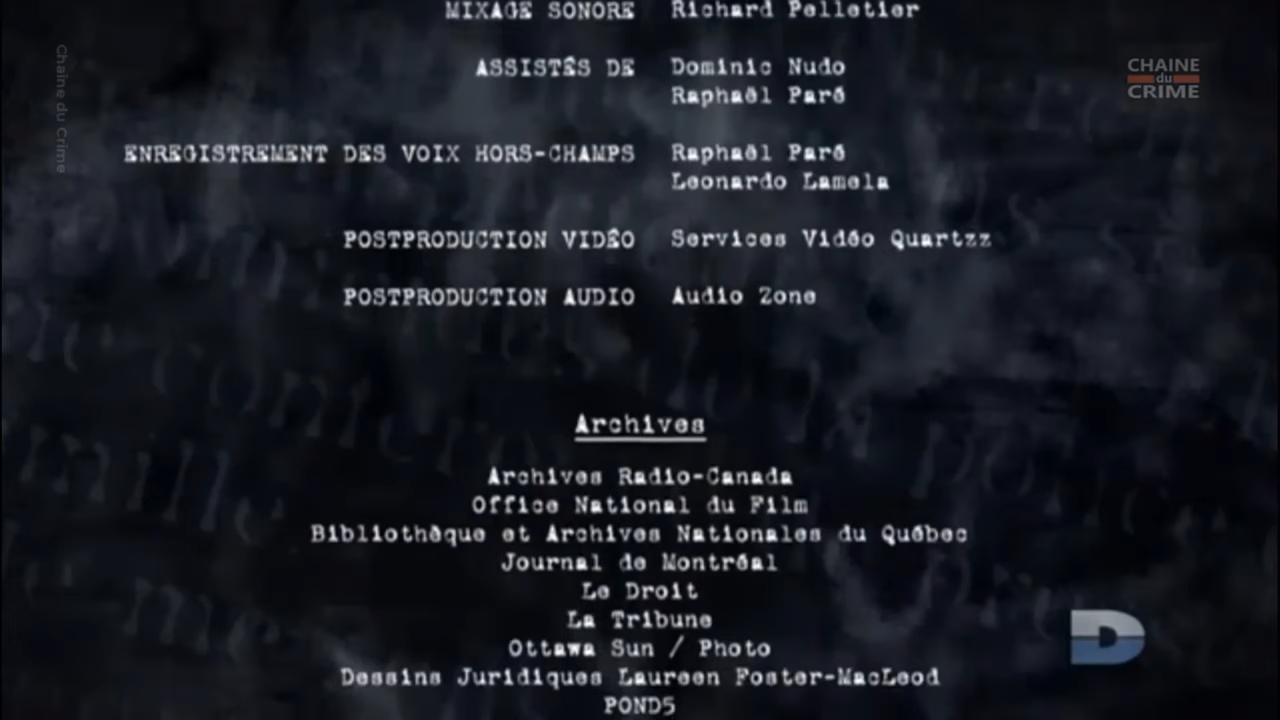 MIXAGE SONORE Richard Pelletier
ASSISTÉS DE Dominic Nudo
Raphaël Paré
ENREGISTREMENT DES VOIX HORS-CHAMPS Raphaël Paré
Leonardo Lamela
POSTPRODUCTION VIDÉO Services Vidéo Quartzz
POSTPRODUCTION AUDIO Audio Zone
Archives
Archives Radio-Canada
Office National du Film
Bibliothèque et Archives Nationales du Québec
Journal de Montréal
Le Droit
La Tribune
Ottawa Sun / Photo
Dessins Juridiques Laureen Foster-MacLeod
POND5
Chaine du Crime
CHAINE
du
CRIME
D